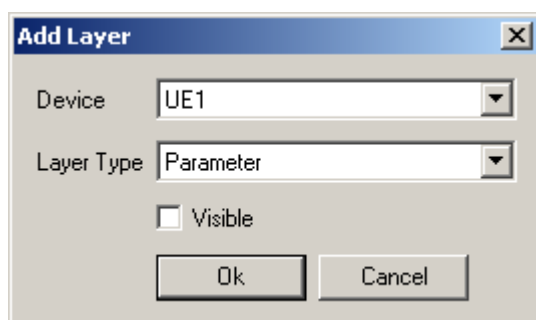 Add Layer
Device UE1
Layer Type Parameter
Visible
Ok Cancel